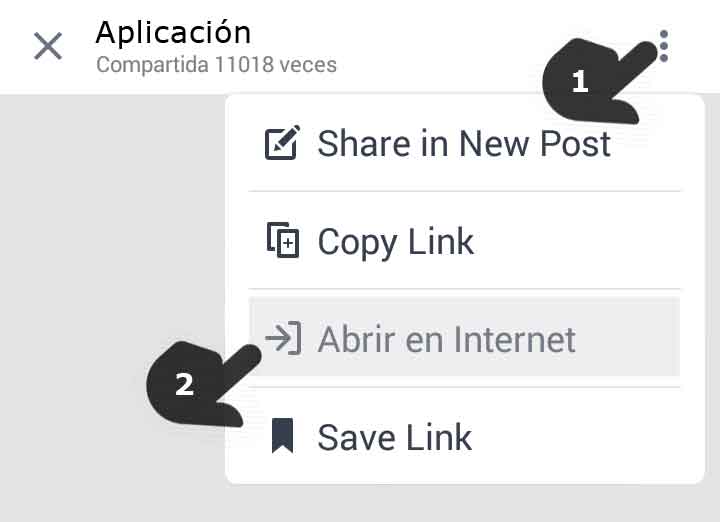 Aplicación
Compartida 11018 veces
1
Share in New Post
Copy Link
Abrir en Internet
2
Save Link